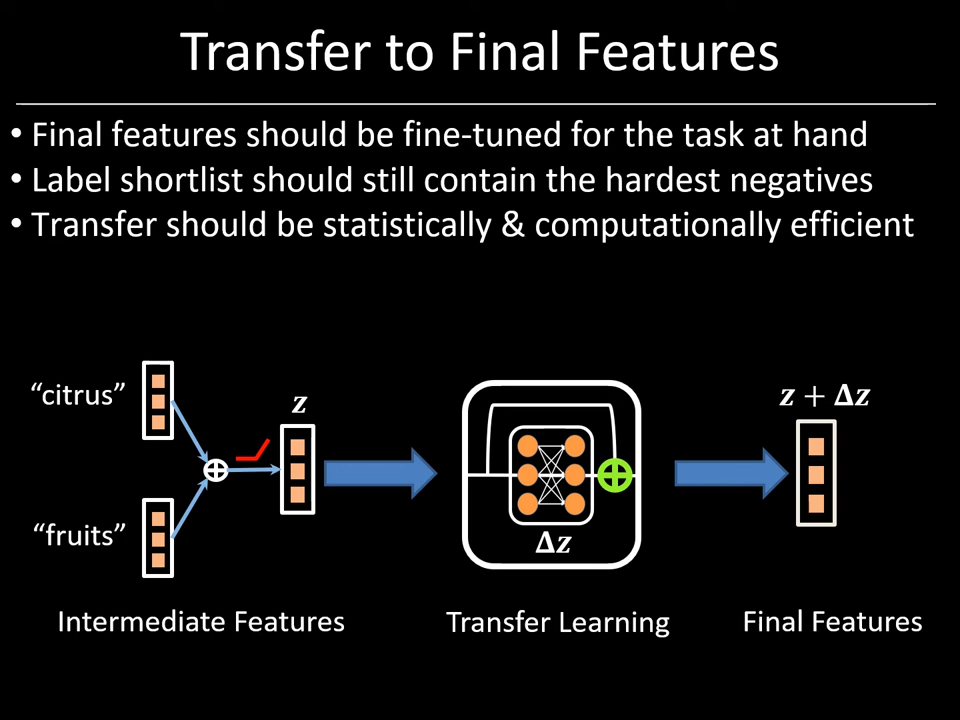 Transfer to Final Features
• Final features should be fine-tuned for the task at hand
• Label shortlist should still contain the hardest negatives
• Transfer should be statistically & computationally efficient
“citrus”
z
z + Δz
“fruits”
Δz
Intermediate Features
Transfer Learning
Final Features